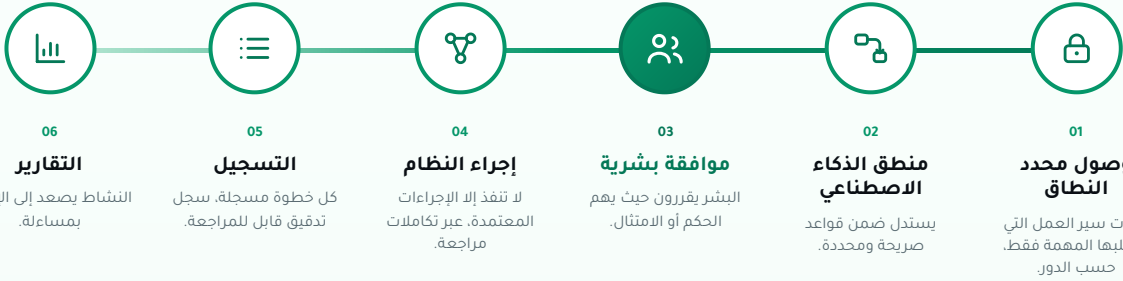 01
وصول محدد
النطاق
سير العمل التي
المهمة فقط،
حسب الدور.
02
منطق الذكاء
الاصطناعي
يستدل ضمن قواعد
صريحة ومحددة.
03
موافقة بشرية
البشر يقررون حيث يهم
الحكم أو الامتثال.
04
إجراء النظام
لا تنفذ إلا الإجراءات
المعتمدة، عبر تكاملات
مراجعة.
05
التسجيل
كل خطوة مسجلة، سجل
تدقيق قابل للمراجعة.
06
التقارير
النشاط يصعد إلى
بمساءلة.